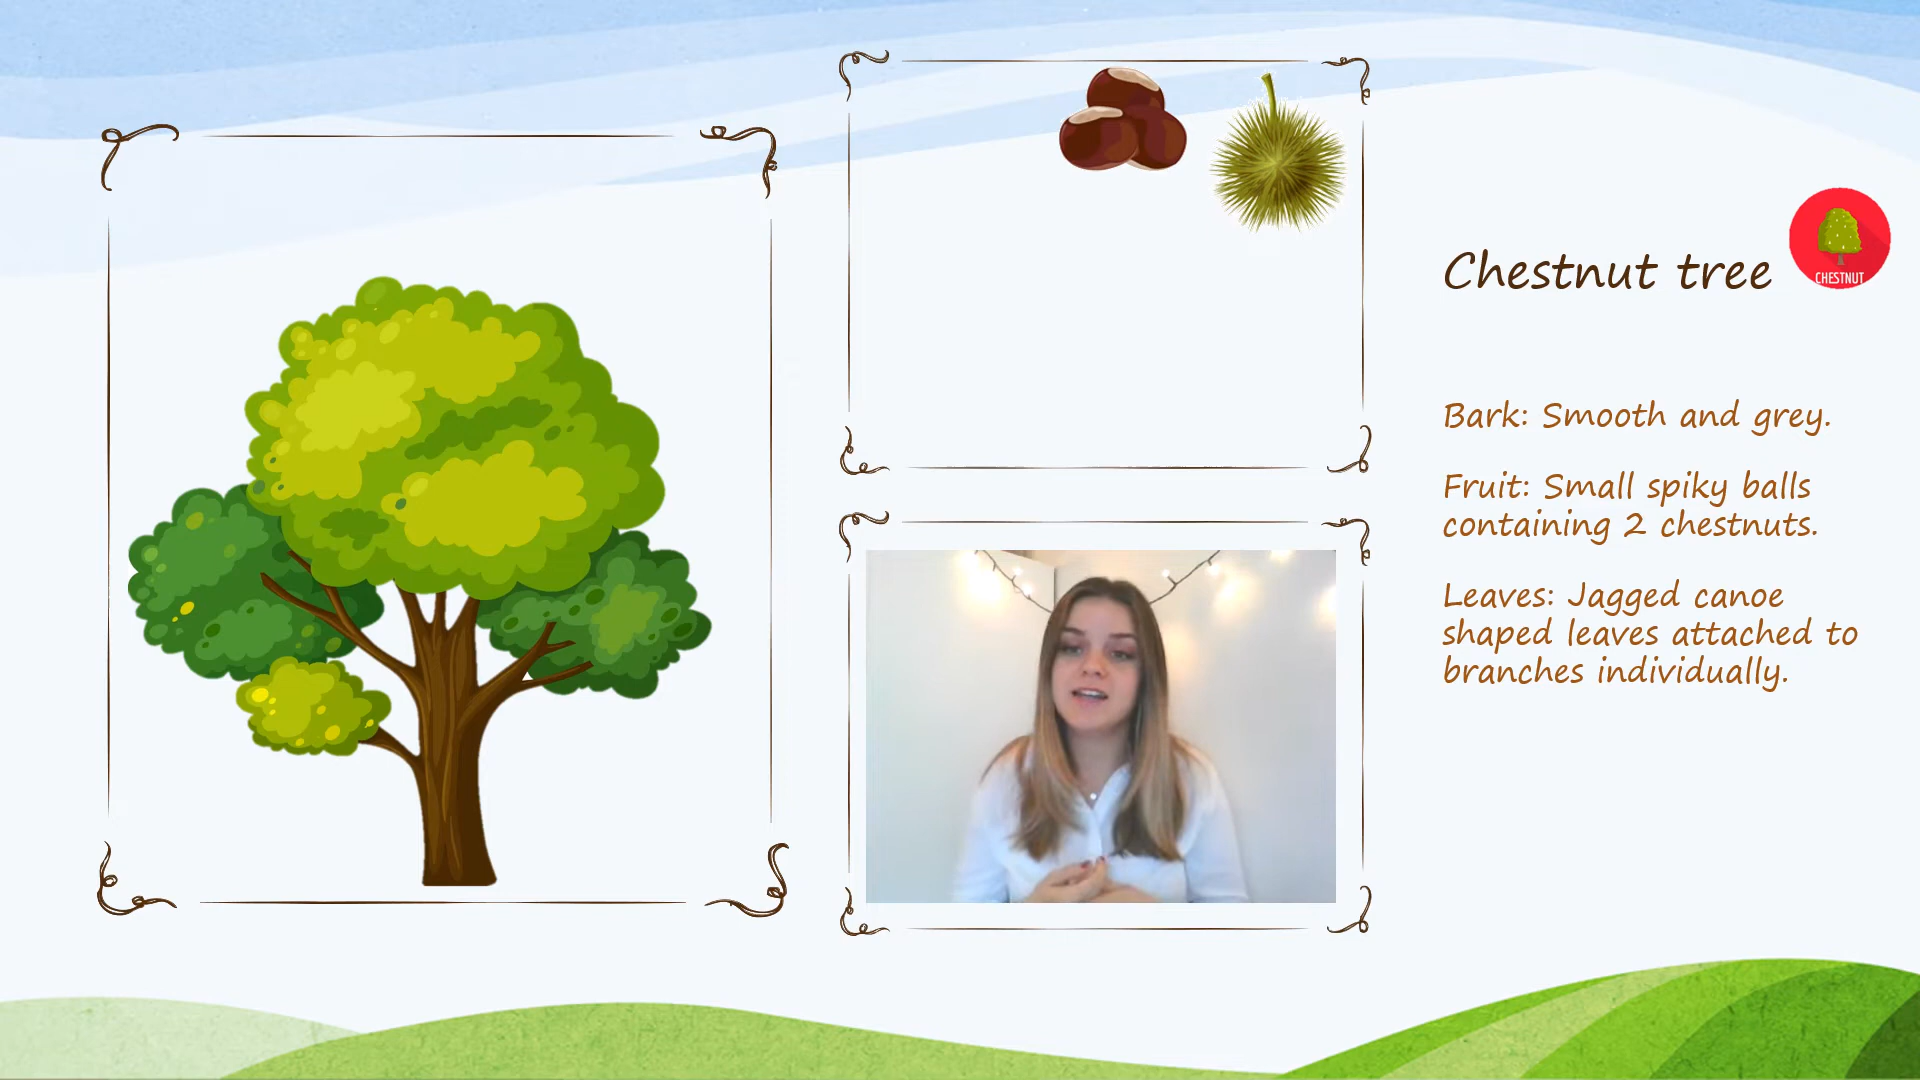 Chestnut tree
CHESTNUT
Bark: Smooth and grey.
Fruit: Small spiky balls
containing 2 chestnuts.
Leaves: Jagged canoe
shaped leaves attached to
branches individually.